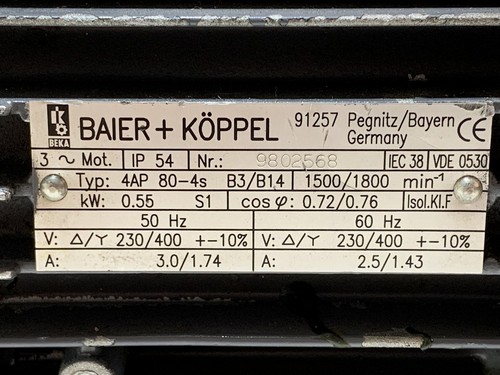 BEKA BAIER + KÖPPEL 91257 Pegnitz/Bayern
Germany CE
3 ~ Mot. IP 54 Nr.: 9802568 IEC 38 VDE 0530
Typ: 4AP 80-4s B3/B14 1500/1800 min⁻¹
kW: 0.55 S1 cos φ: 0.72/0.76 Isol.Kl.F
50 Hz 60 Hz
V: △/Y 230/400 +-10% V: △/Y 230/400 +-10%
A: 3.0/1.74 A: 2.5/1.43